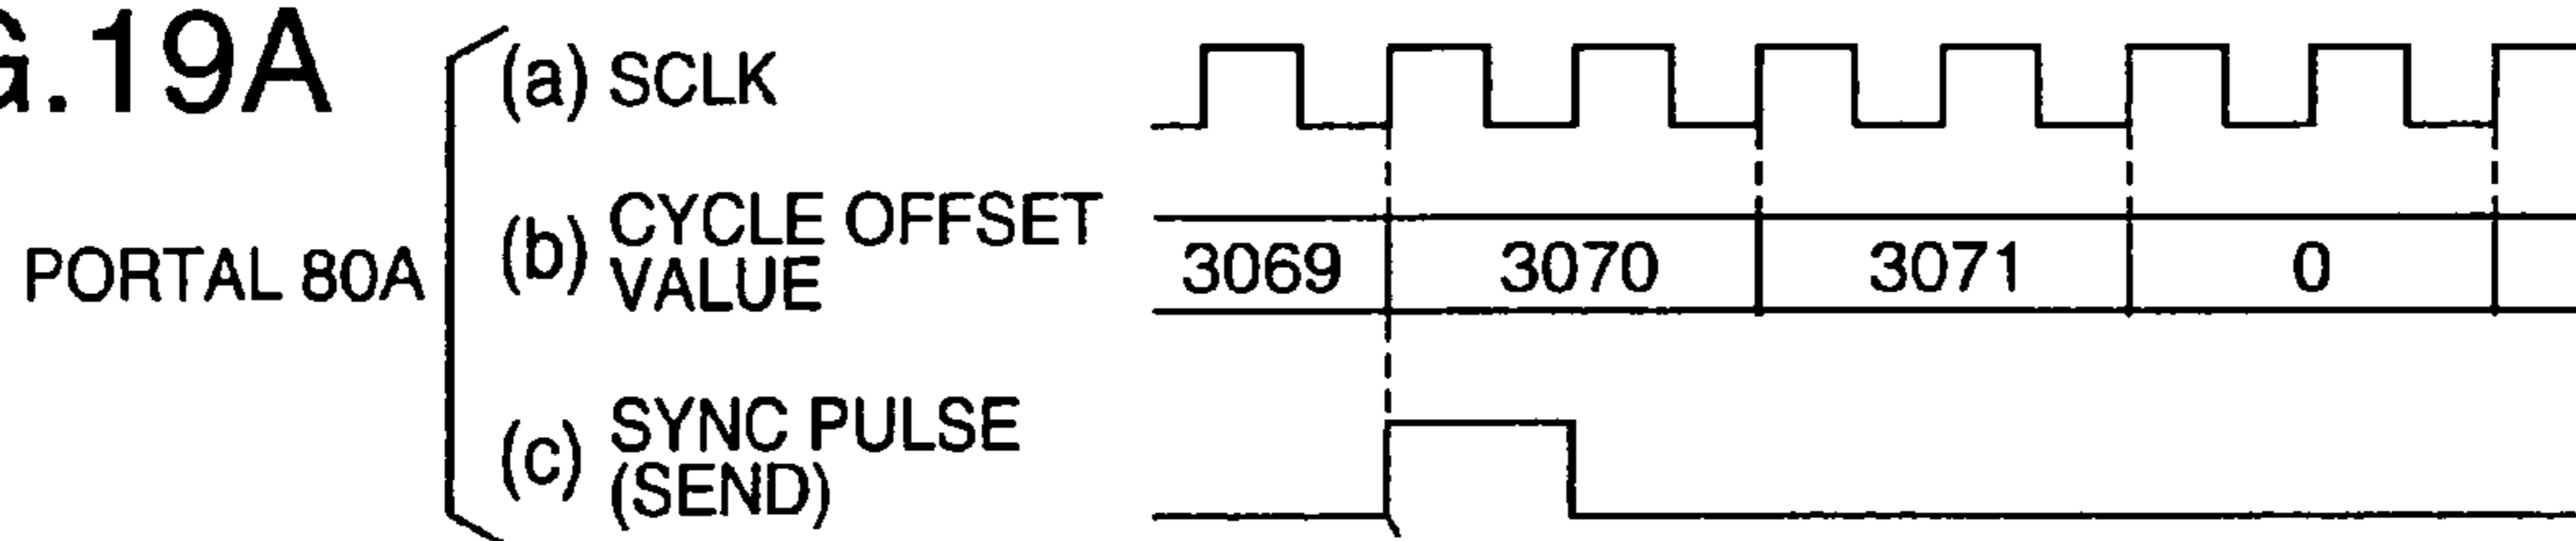 G.19A
PORTAL 80A
(a) SCLK
(b) CYCLE OFFSET
VALUE
3069 3070 3071 0
(c) SYNC PULSE
(SEND)